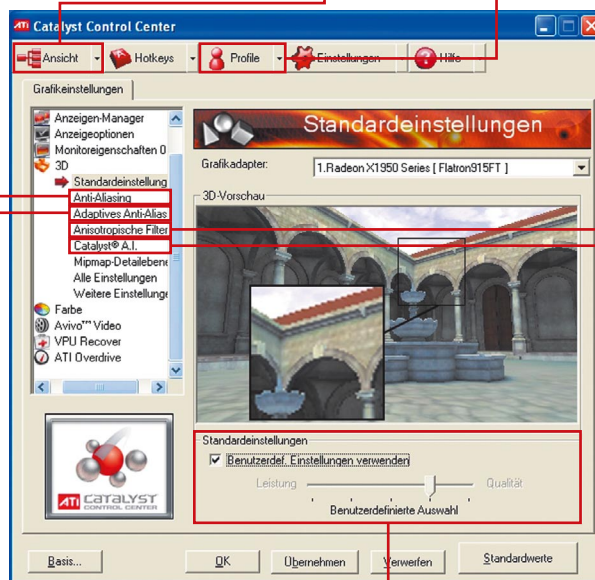 ATI Catalyst Control Center
Ansicht Hotkeys Profile Einstellungen Hilfe
Grafikeinstellungen
Anzeigen-Manager
Anzeigeoptionen
Monitoreigenschaften 0
3D
Standardeinstellung
Anti-Aliasing
Adaptives Anti-Alias
Anisotropische Filter
Catalyst® A.I.
Mipmap-Detailebene
Alle Einstellungen
Weitere Einstellunge
Farbe
Avivo™ Video
VPU Recover
ATI Overdrive
ATI CATALYST
CONTROL CENTER
Standardeinstellungen
Grafikadapter: 1.Radeon X1950 Series [ Flatron915FT ]
3D-Vorschau
Standardeinstellungen
Benutzerdef. Einstellungen verwenden
Leistung Qualität
Benutzerdefinierte Auswahl
Basis... OK Übernehmen Verwerfen Standardwerte